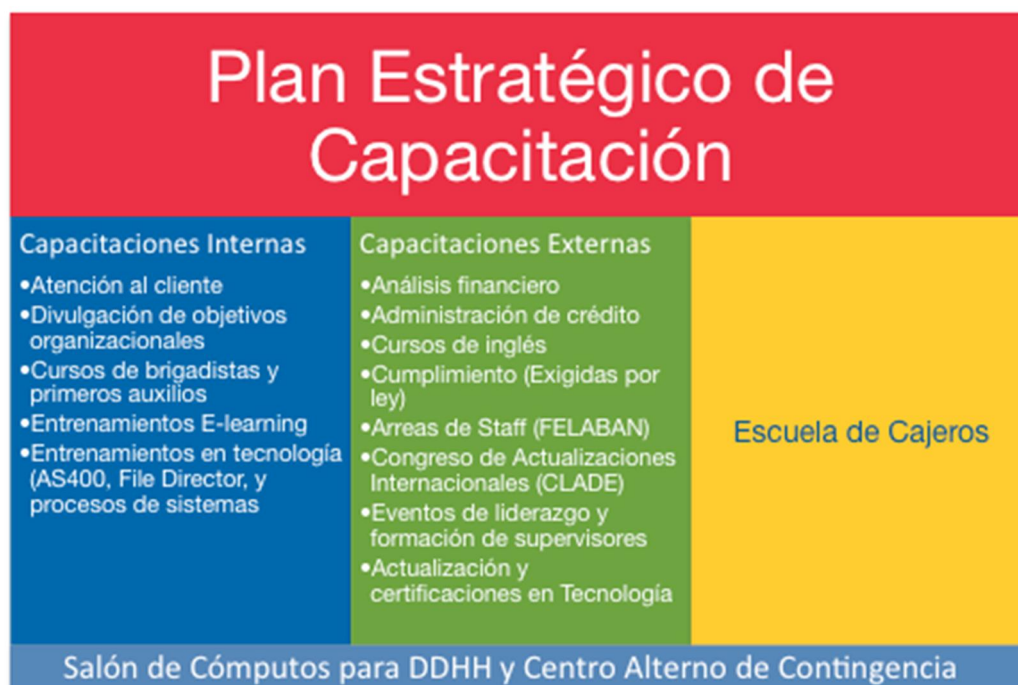 Plan Estratégico de
Capacitación
Capacitaciones Internas
•Atención al cliente
•Divulgación de objetivos
organizacionales
•Cursos de brigadistas y
primeros auxilios
•Entrenamientos E-learning
•Entrenamientos en tecnología
(AS400, File Director, y
procesos de sistemas
Capacitaciones Externas
•Análisis financiero
•Administración de crédito
•Cursos de inglés
•Cumplimiento (Exigidas por
ley)
•Arreas de Staff (FELABAN)
•Congreso de Actualizaciones
Internacionales (CLADE)
•Eventos de liderazgo y
formación de supervisores
•Actualización y
certificaciones en Tecnología
Escuela de Cajeros
Salón de Cómputos para DDHH y Centro Alterno de Contingencia